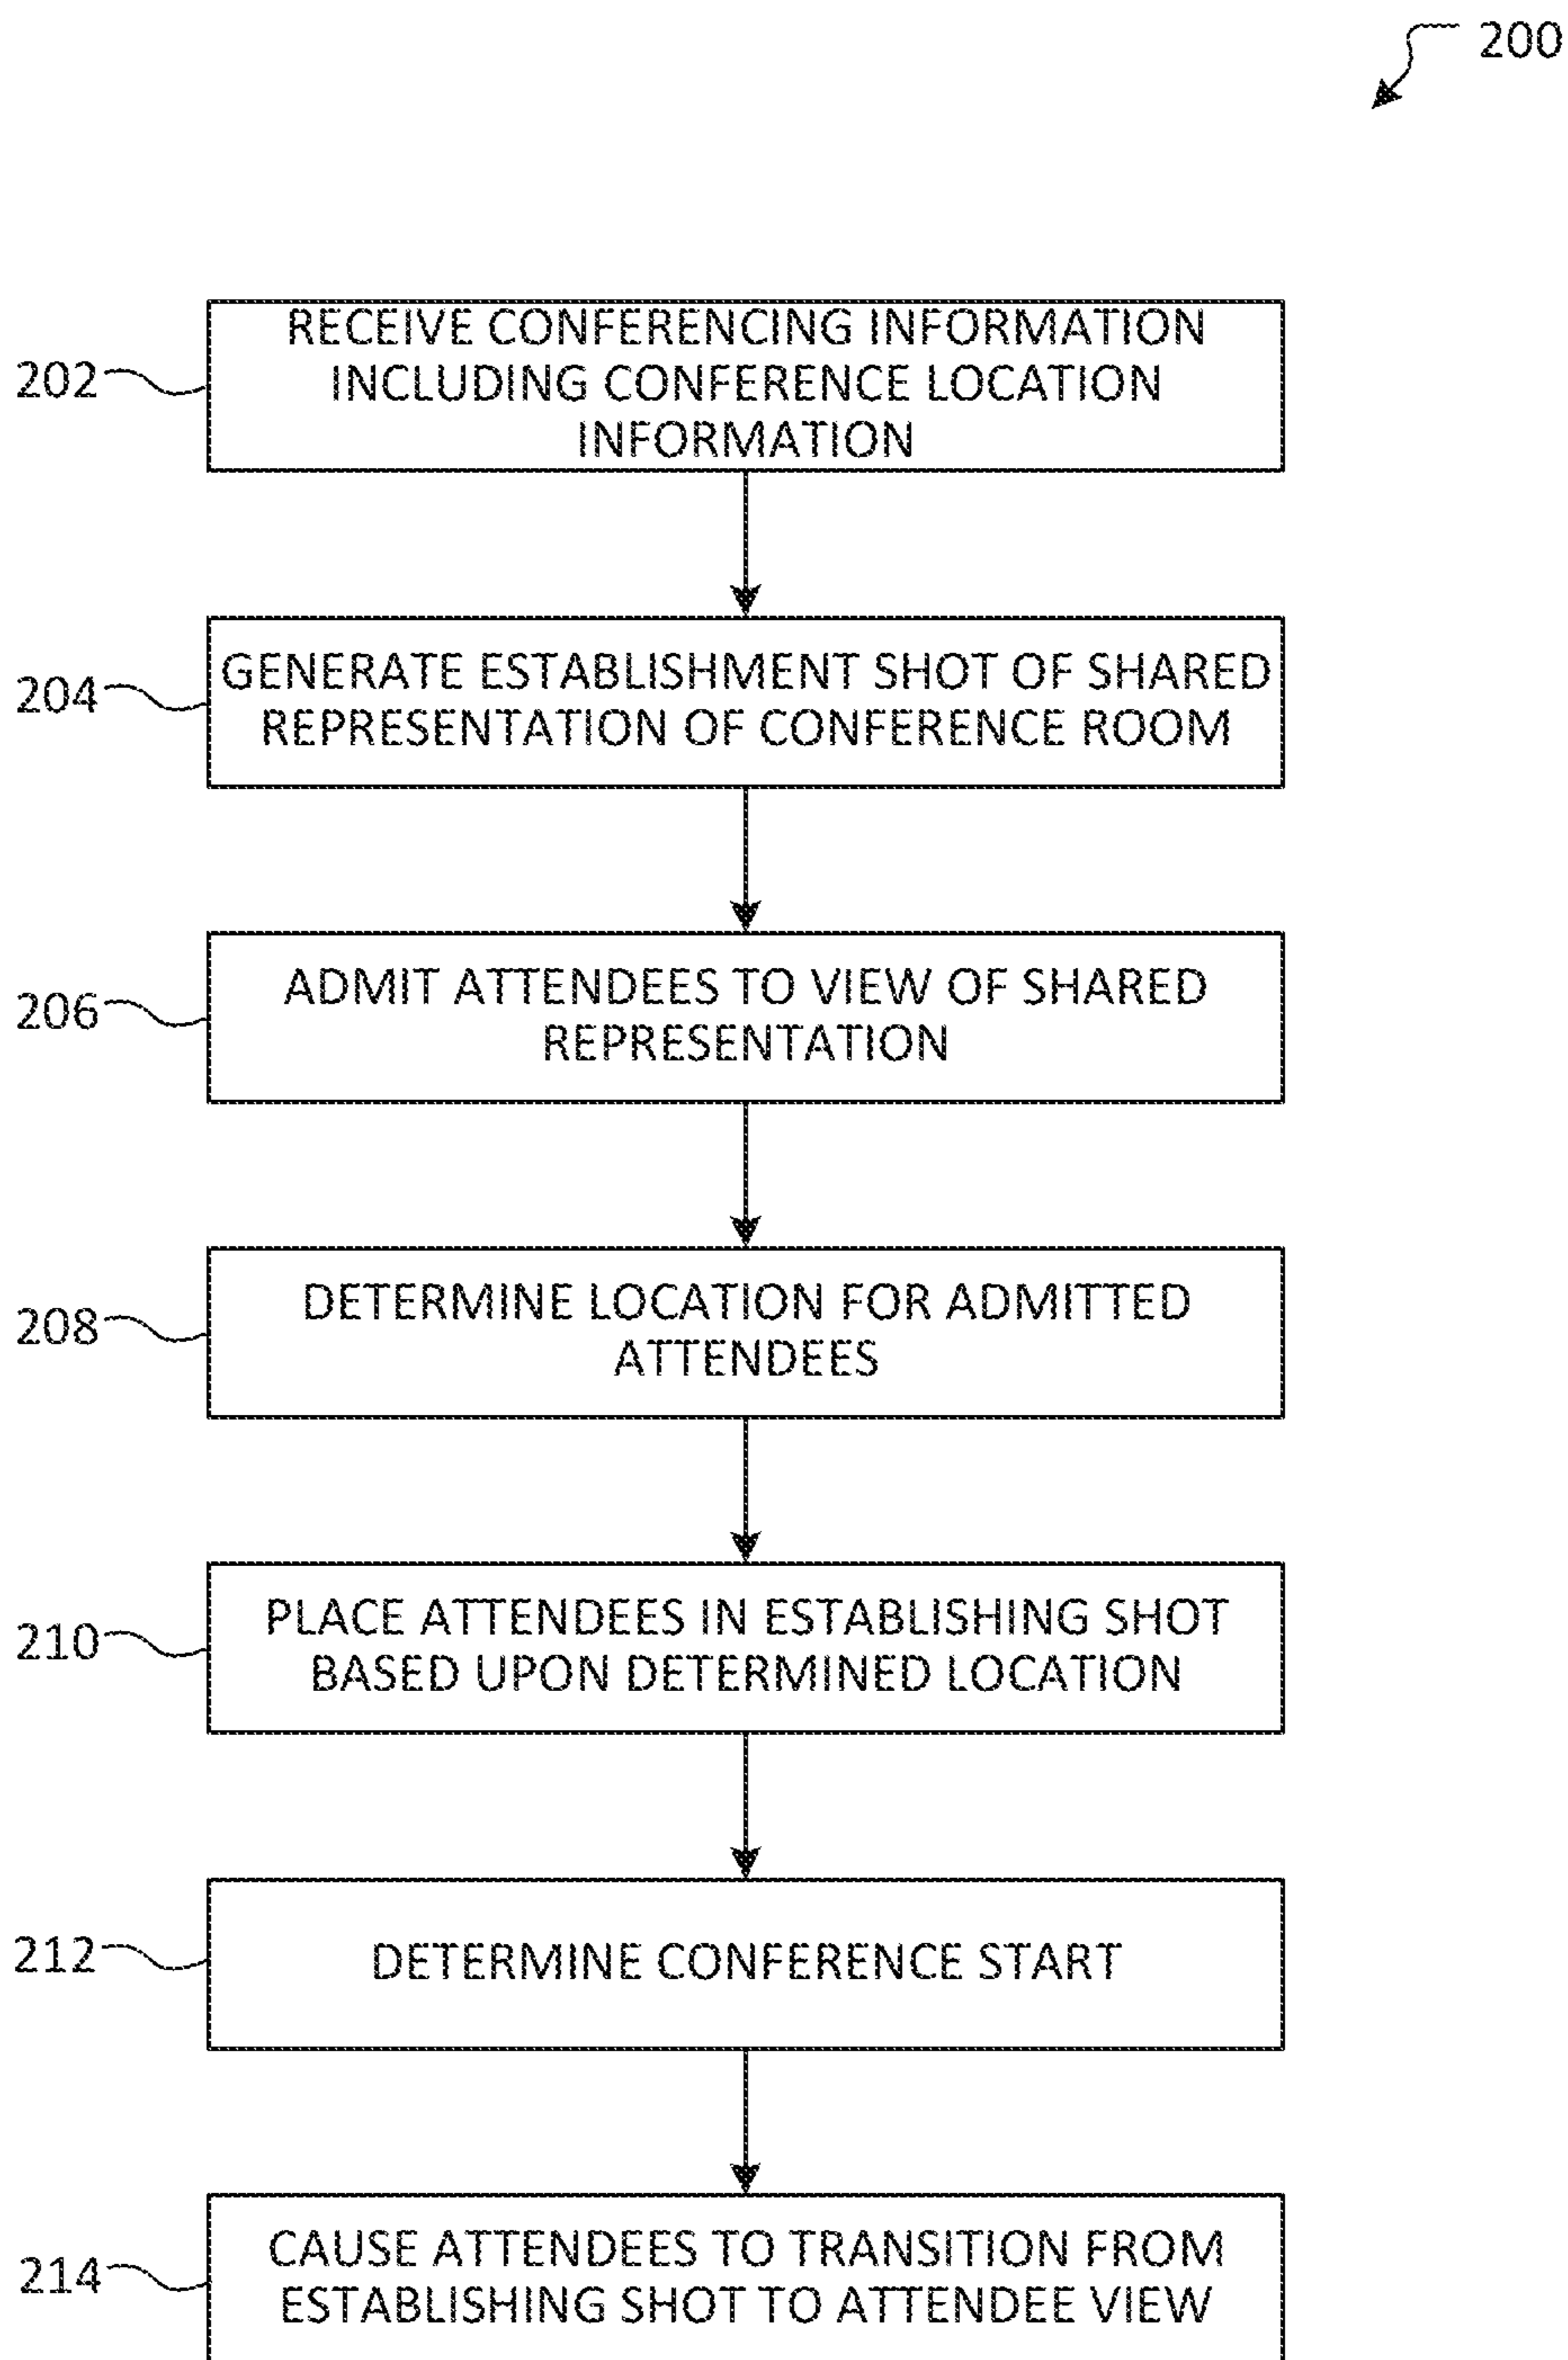 200
202
RECEIVE CONFERENCING INFORMATION
INCLUDING CONFERENCE LOCATION
INFORMATION
204
GENERATE ESTABLISHMENT SHOT OF SHARED
REPRESENTATION OF CONFERENCE ROOM
206
ADMIT ATTENDEES TO VIEW OF SHARED
REPRESENTATION
208
DETERMINE LOCATION FOR ADMITTED
ATTENDEES
210
PLACE ATTENDEES IN ESTABLISHING SHOT
BASED UPON DETERMINED LOCATION
212
DETERMINE CONFERENCE START
214
CAUSE ATTENDEES TO TRANSITION FROM
ESTABLISHING SHOT TO ATTENDEE VIEW